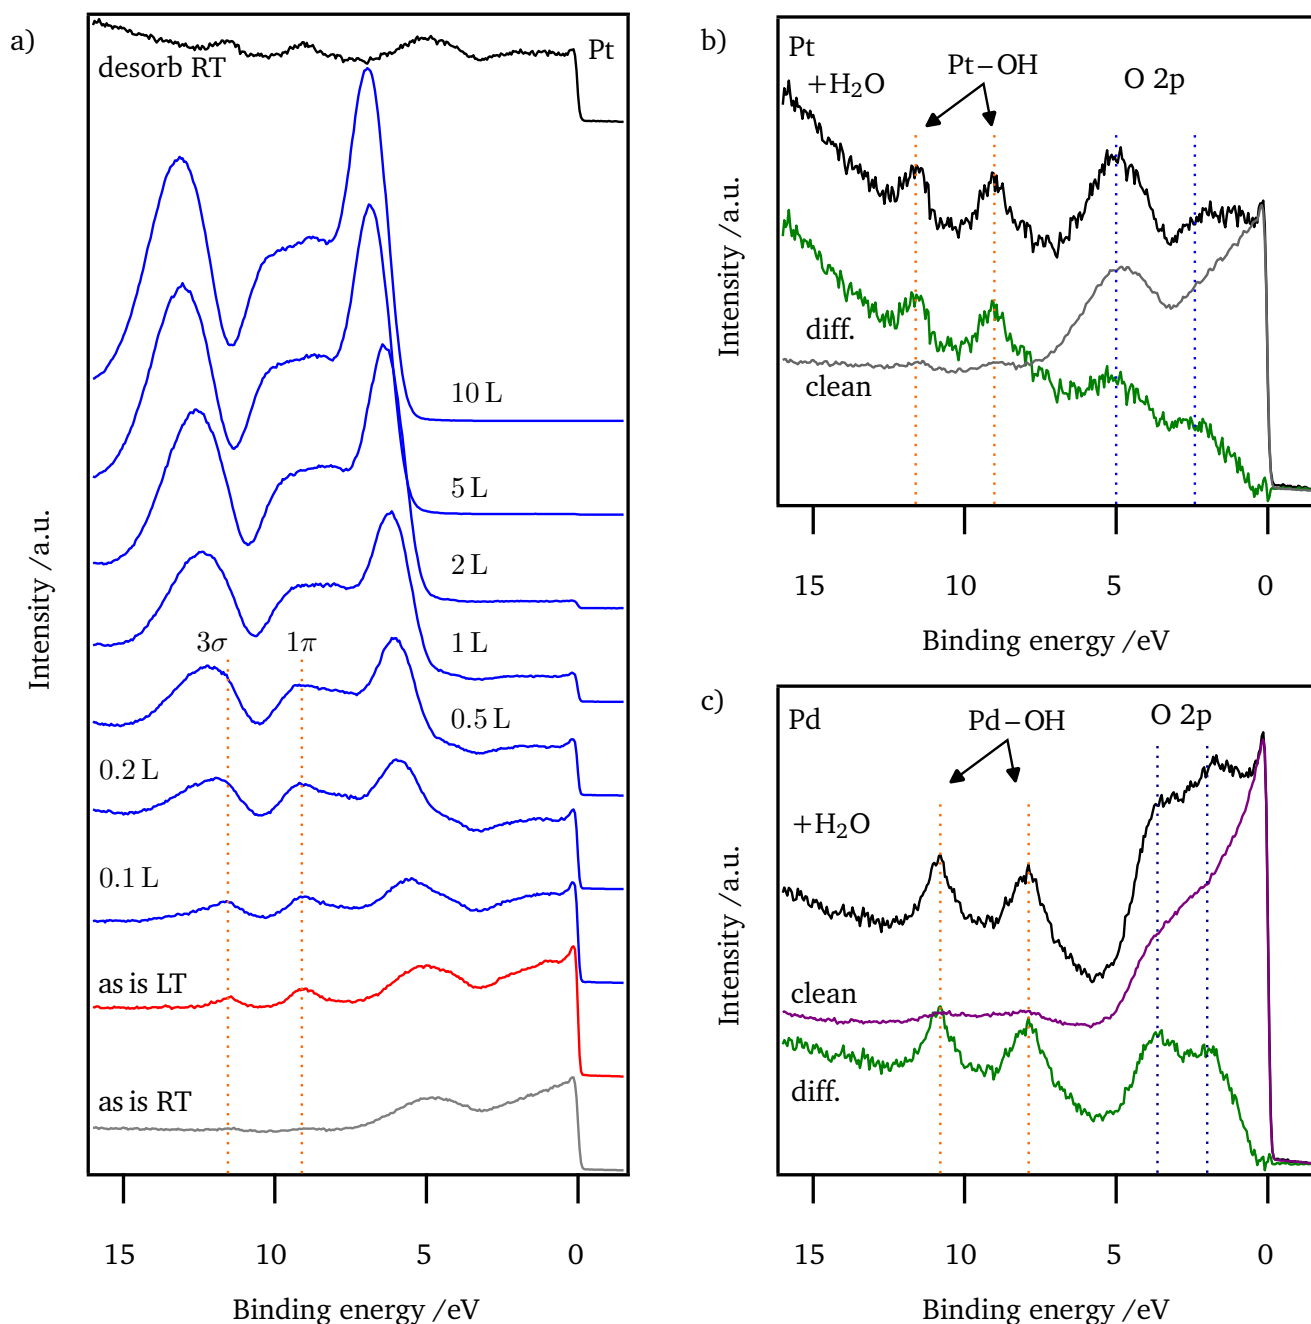 a)
Pt
desorb RT
10 L
5 L
2 L
1 L
3σ 1π
0.5 L
0.2 L
0.1 L
as is LT
as is RT
Intensity /a.u.
15 10 5 0
Binding energy /eV
b)
Pt
Pt–OH
+H₂O
O 2p
diff.
clean
Intensity /a.u.
15 10 5 0
Binding energy /eV
c)
Pd
Pd–OH
O 2p
+H₂O
clean
diff.
Intensity /a.u.
15 10 5 0
Binding energy /eV